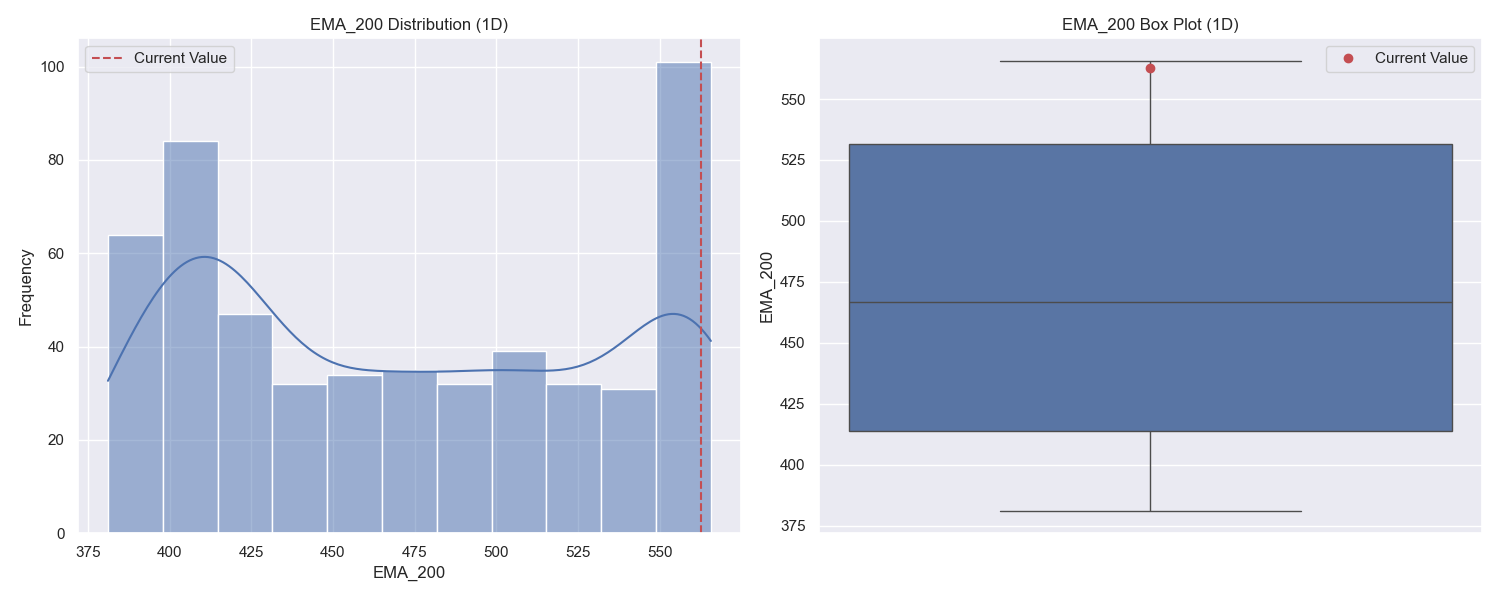 EMA_200 Distribution (1D)
Current Value
Frequency
100
80
60
40
20
0
375 400 425 450 475 500 525 550
EMA_200
EMA_200 Box Plot (1D)
Current Value
EMA_200
550
525
500
475
450
425
400
375